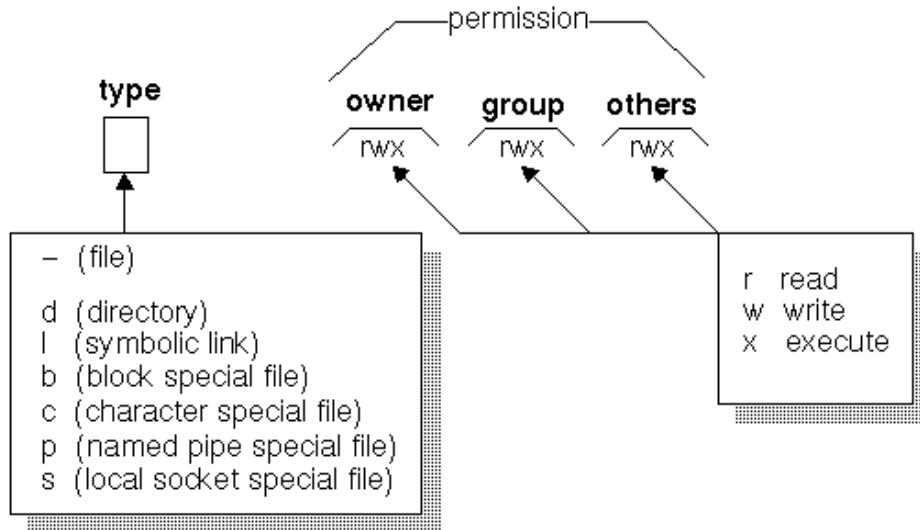 permission
type
owner group others
rwx rwx rwx
– (file)
d (directory)
l (symbolic link)
b (block special file)
c (character special file)
p (named pipe special file)
s (local socket special file)
r read
w write
x execute